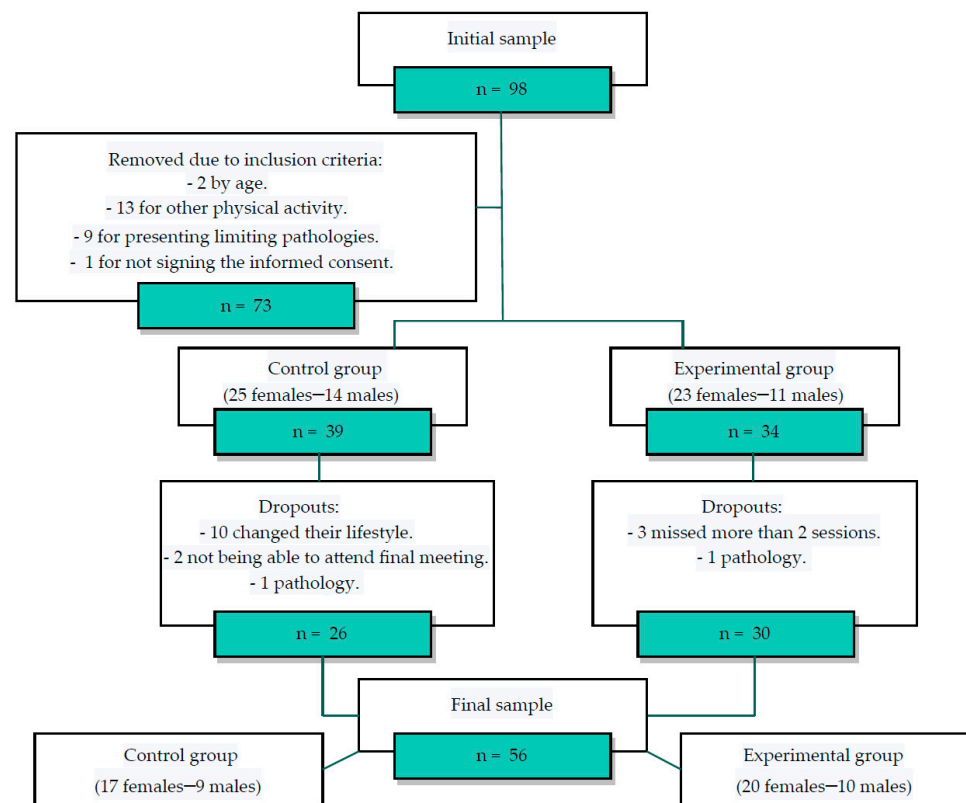 Initial sample
n = 98
Removed due to inclusion criteria:
- 2 by age.
- 13 for other physical activity.
- 9 for presenting limiting pathologies.
- 1 for not signing the informed consent.
n = 73
Control group
(25 females—14 males)
n = 39
Experimental group
(23 females—11 males)
n = 34
Dropouts:
- 10 changed their lifestyle.
- 2 not being able to attend final meeting.
- 1 pathology.
n = 26
Dropouts:
- 3 missed more than 2 sessions.
- 1 pathology.
n = 30
Final sample
n = 56
Control group
(17 females—9 males)
Experimental group
(20 females—10 males)